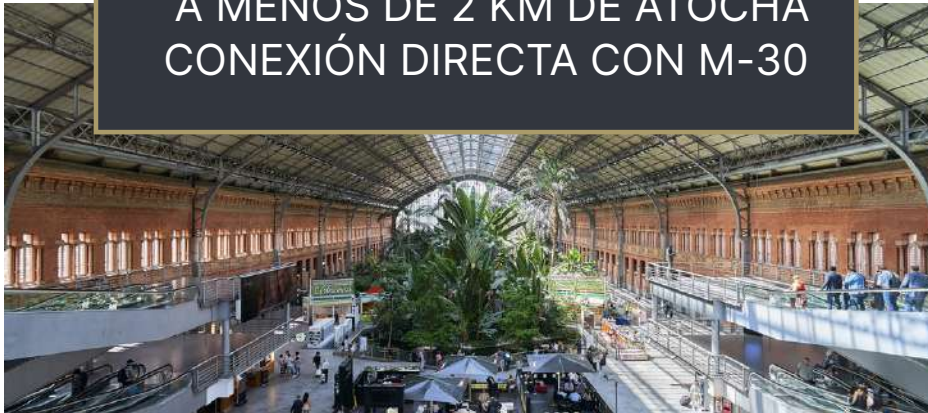 A MENOS DE 2 KM DE ATOCHA
CONEXIÓN DIRECTA CON M-30